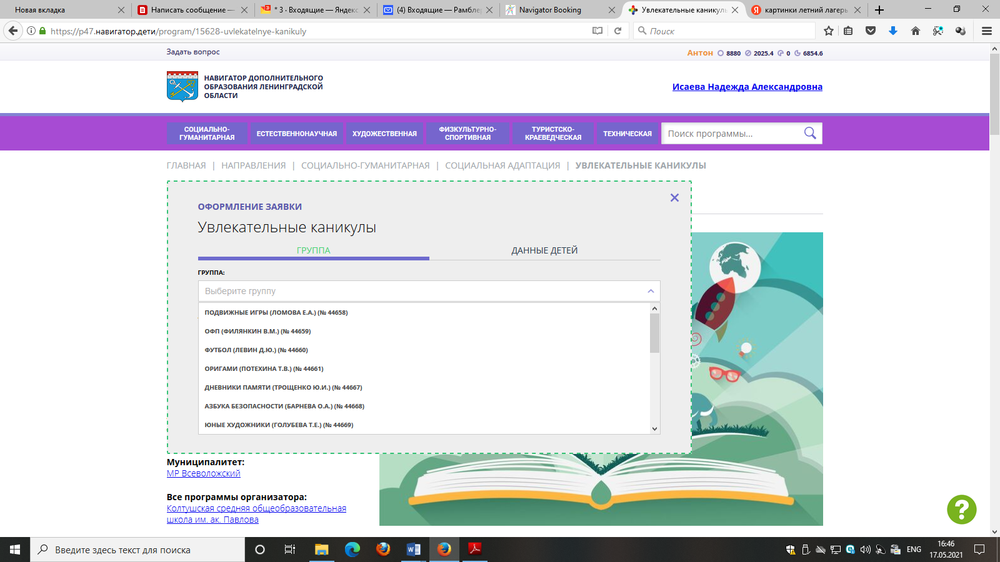 Новая вкладка
Написать сообщение —
* 3 · Входящие — Яндекс
(4) Входящие — Рамблер
Navigator Booking
Увлекательные каникулы
картинки летний лагерь
https://р47.навигатор.дети/program/15628-uvlekatelnye-kanikuly
Поиск
Задать вопрос
Антон 8880 2025.4 0 6854.6
НАВИГАТОР ДОПОЛНИТЕЛЬНОГО
ОБРАЗОВАНИЯ ЛЕНИНГРАДСКОЙ
ОБЛАСТИ
Исаева Надежда Александровна
СОЦИАЛЬНО-
ГУМАНИТАРНАЯ
ЕСТЕСТВЕННОНАУЧНАЯ
ХУДОЖЕСТВЕННАЯ
ФИЗКУЛЬТУРНО-
СПОРТИВНАЯ
ТУРИСТСКО-
КРАЕВЕДЧЕСКАЯ
ТЕХНИЧЕСКАЯ
Поиск программы...
ГЛАВНАЯ | НАПРАВЛЕНИЯ | СОЦИАЛЬНО-ГУМАНИТАРНАЯ | СОЦИАЛЬНАЯ АДАПТАЦИЯ | УВЛЕКАТЕЛЬНЫЕ КАНИКУЛЫ
ОФОРМЛЕНИЕ ЗАЯВКИ
Увлекательные каникулы
ГРУППА
ДАННЫЕ ДЕТЕЙ
ГРУППА:
Выберите группу
ПОДВИЖНЫЕ ИГРЫ (ЛОМОВА Е.А.) (№ 44658)
ОФП (ФИЛЯНКИН В.М.) (№ 44659)
ФУТБОЛ (ЛЕВИН Д.Ю.) (№ 44660)
ОРИГАМИ (ПОТЕХИНА Т.В.) (№ 44661)
ДНЕВНИКИ ПАМЯТИ (ТРОЩЕНКО Ю.И.) (№ 44667)
АЗБУКА БЕЗОПАСНОСТИ (БАРНЕВА О.А.) (№ 44668)
ЮНЫЕ ХУДОЖНИКИ (ГОЛУБЕВА Т.Е.) (№ 44669)
Муниципалитет:
МР Всеволожский
Все программы организатора:
Колтушская средняя общеобразовательная
школа им. ак. Павлова
Введите здесь текст для поиска
ENG
16:46
17.05.2021